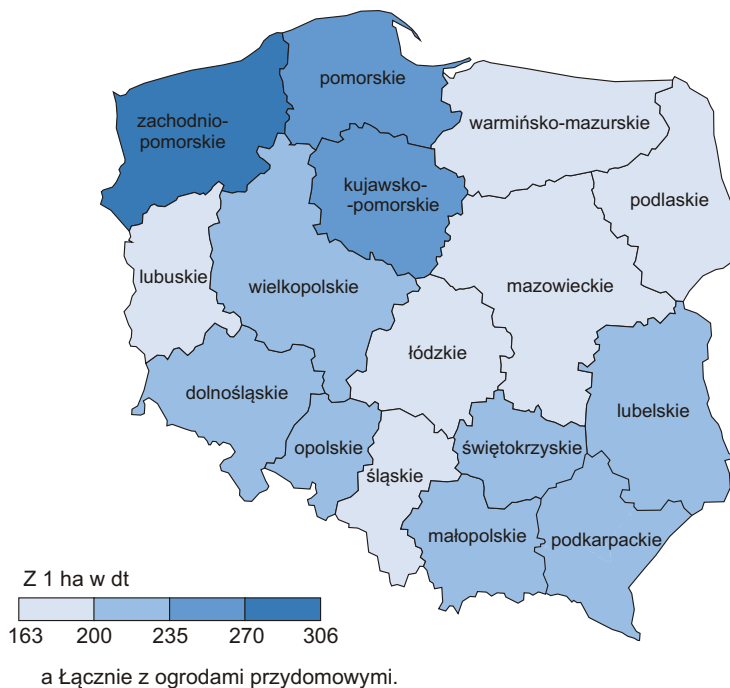 pomorskie
zachodnio-
pomorskie
warmińsko-mazurskie
kujawsko-
-pomorskie
podlaskie
lubuskie
wielkopolskie
mazowieckie
łódzkie
dolnośląskie
lubelskie
opolskie
świętokrzyskie
śląskie
małopolskie
podkarpackie
Z 1 ha w dt
163 200 235 270 306
a Łącznie z ogrodami przydomowymi.